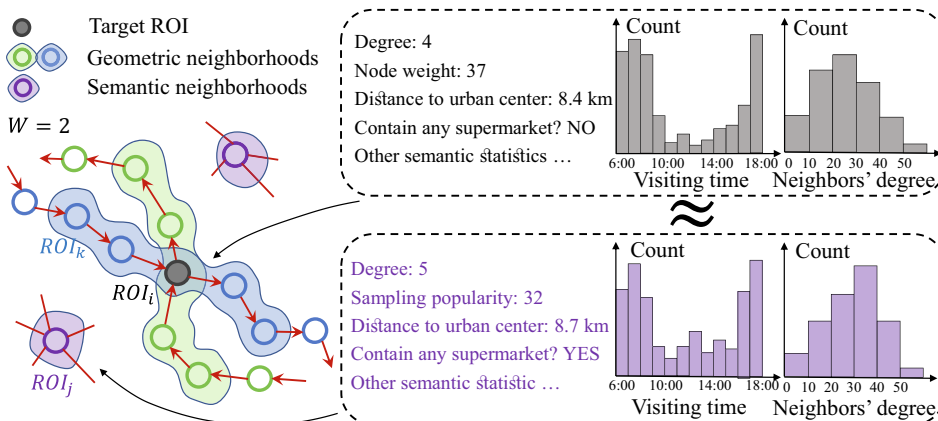 Target ROI
Geometric neighborhoods
Semantic neighborhoods
W = 2
ROI_k
ROI_i
ROI_j
Degree: 4
Node weight: 37
Distance to urban center: 8.4 km
Contain any supermarket? NO
Other semantic statistics ...
Count
6:00 10:00 14:00 18:00
Visiting time
Count
0 10 20 30 40 50
Neighbors' degree
≈
Degree: 5
Sampling popularity: 32
Distance to urban center: 8.7 km
Contain any supermarket? YES
Other semantic statistic ...
Count
6:00 10:00 14:00 18:00
Visiting time
Count
0 10 20 30 40 50
Neighbors' degree